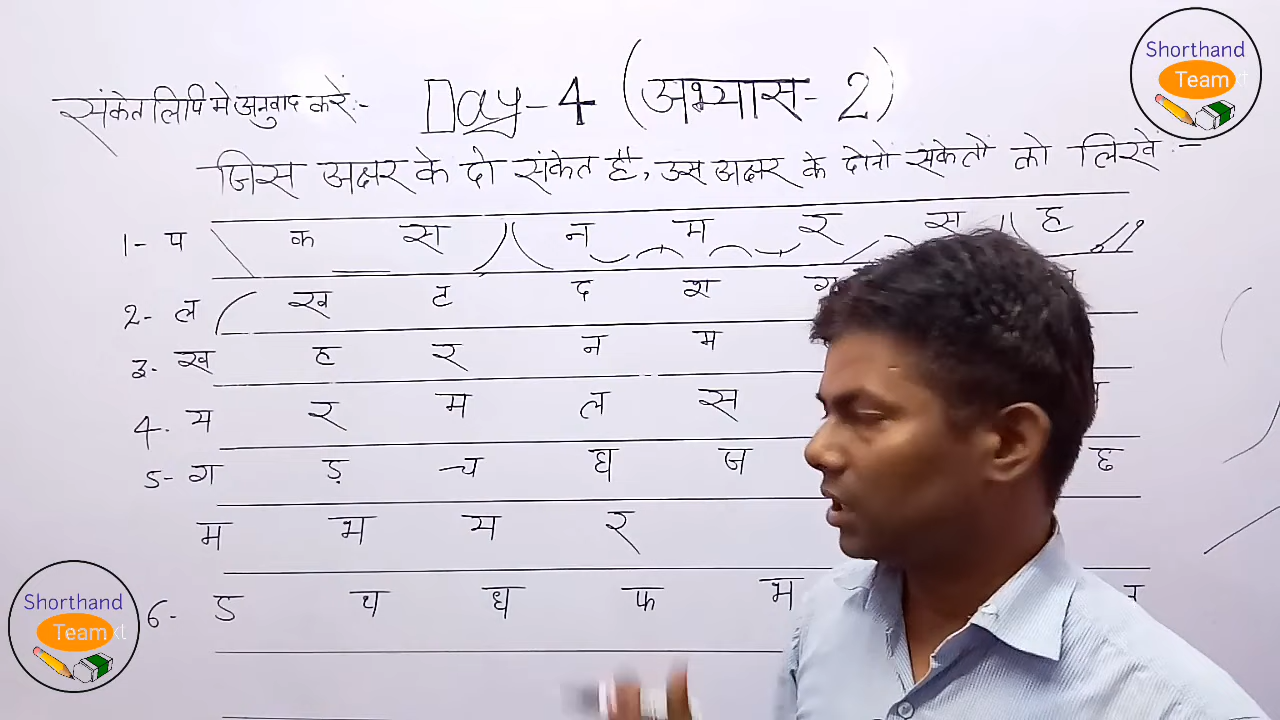 Shorthand
Team
संकेत लिपि मे अनुवाद करें:- Day-4 (अभ्यास- 2)
जिस अक्षर के दो संकेत है, उस अक्षर के दोनों संकेतों को लिखें:-
1- प क स न म र स ह
2- ल ख ट द श
3- ख ह र न म
4. य र म ल स
5- ग ड़ च घ ज ढ
म भ य र
6- ड प घ फ भ
Shorthand
Team